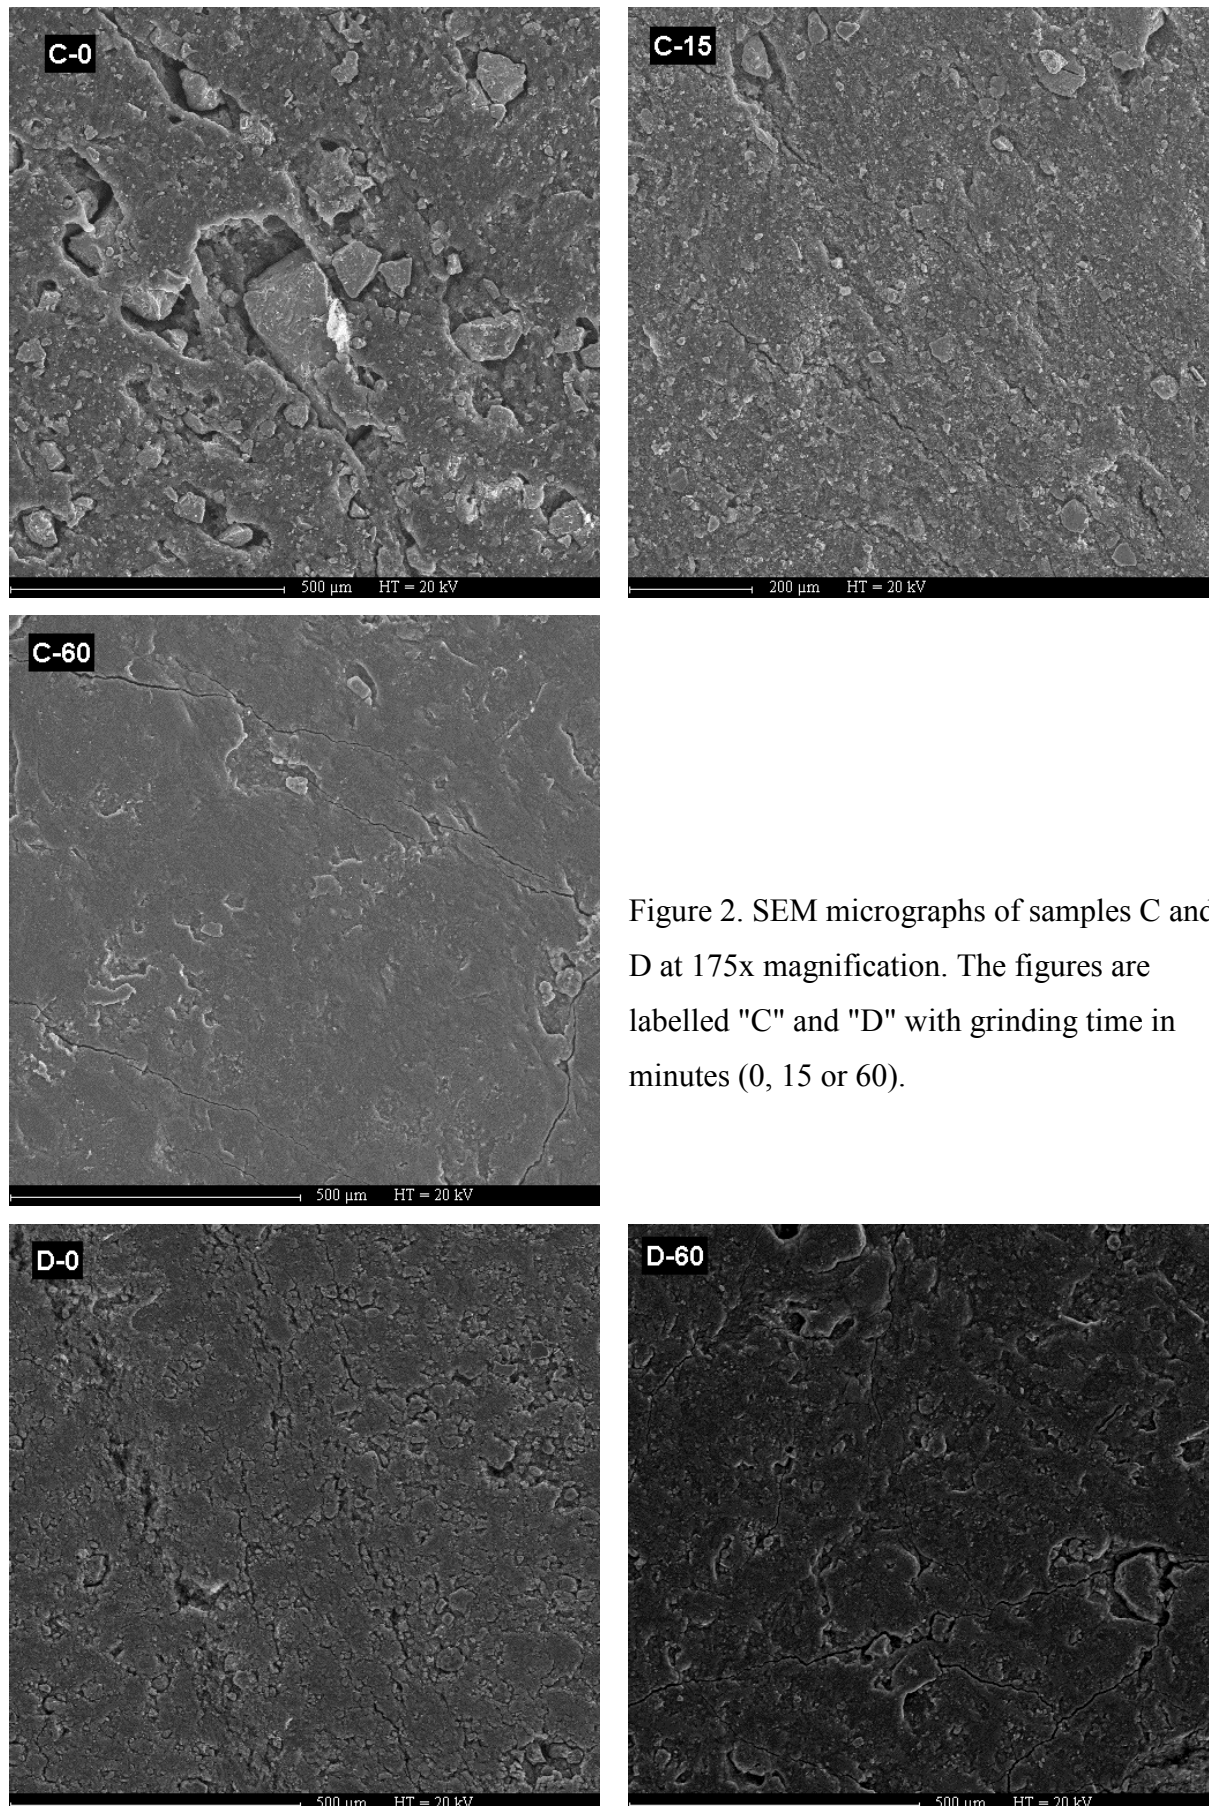 C-0
C-15
500 µm HT = 20 kV
200 µm HT = 20 kV
C-60
Figure 2. SEM micrographs of samples C and
D at 175x magnification. The figures are
labelled "C" and "D" with grinding time in
minutes (0, 15 or 60).
500 µm HT = 20 kV
D-0
D-60
500 µm HT = 20 kV
500 µm HT = 20 kV